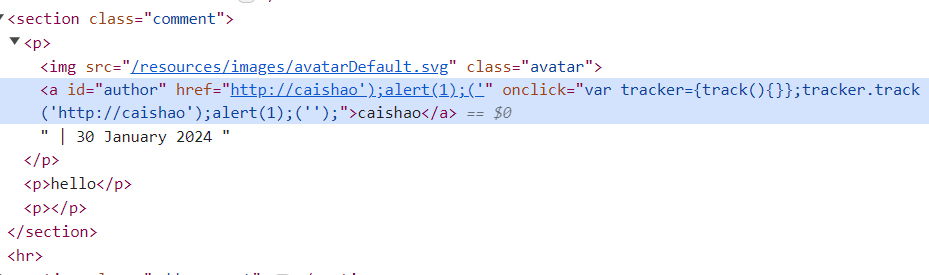 <section class="comment">
<p>
<img src="/resources/images/avatarDefault.svg" class="avatar">
<a id="author" href="http://caishao');alert(1);('" onclick="var tracker={track(){}};tracker.track
('http://caishao');alert(1);('');">caishao</a> == $0
" | 30 January 2024 "
</p>
<p>hello</p>
<p></p>
</section>
<hr>